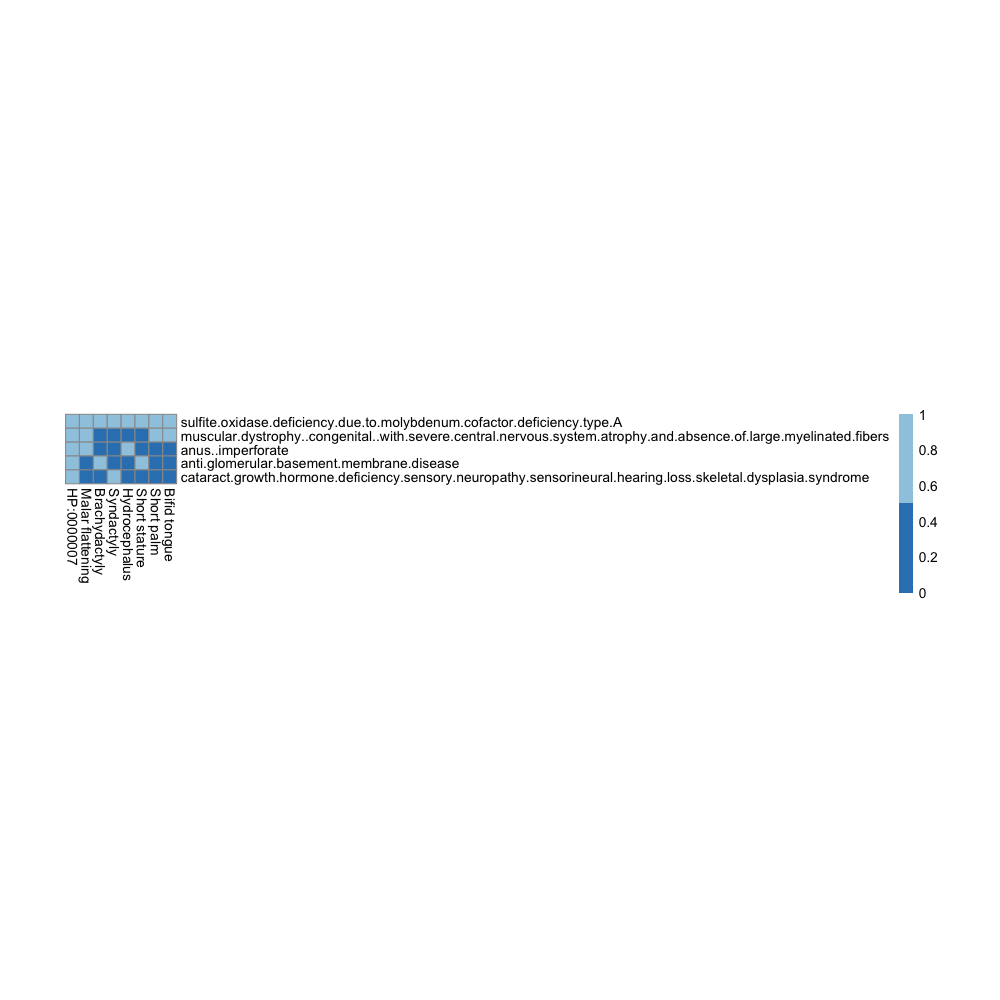 sulfite.oxidase.deficiency.due.to.molybdenum.cofactor.deficiency.type.A
muscular.dystrophy..congenital..with.severe.central.nervous.system.atrophy.and.absence.of.large.myelinated.fibers
anus..imperforate
anti.glomerular.basement.membrane.disease
cataract.growth.hormone.deficiency.sensory.neuropathy.sensorineural.hearing.loss.skeletal.dysplasia.syndrome
HP:0000007
Malar flattening
Brachydactyly
Syndactyly
Hydrocephalus
Short stature
Short palm
Bifid tongue
1
0.8
0.6
0.4
0.2
0